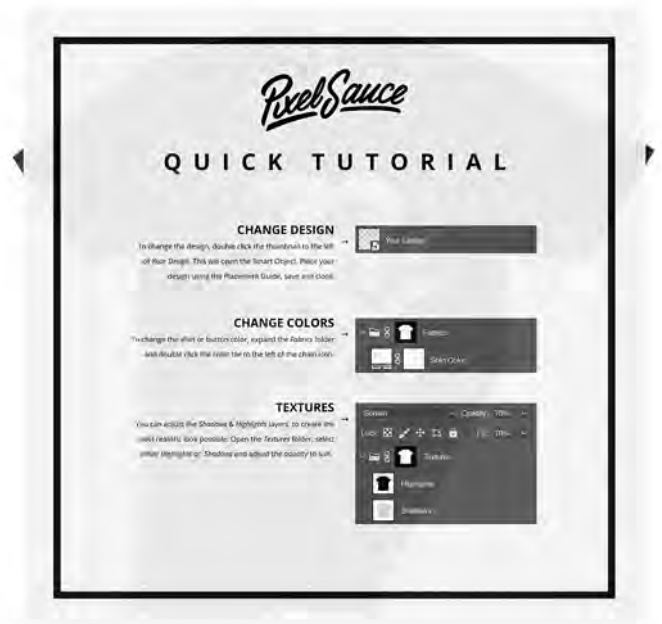 PixelSauce
QUICK TUTORIAL
CHANGE DESIGN
To change the design, double click the thumbnail to the left
of Your Design. This will open the Smart Object. Place your
design using the Placement Guide, save and close.
Your Design
CHANGE COLORS
To change the shirt or button color, expand the Fabrics folder
and double click the color tile to the left of the chain icon.
Shirt Color
TEXTURES
You can adjust the Shadows & Highlights layers, to create the
most realistic look possible. Open the Textures folder, select
either Highlights or Shadows and adjust the opacity to suit.
Screen
Opacity: 70%
Lock:
Fill: 70%
Textures
Highlights
Shadows